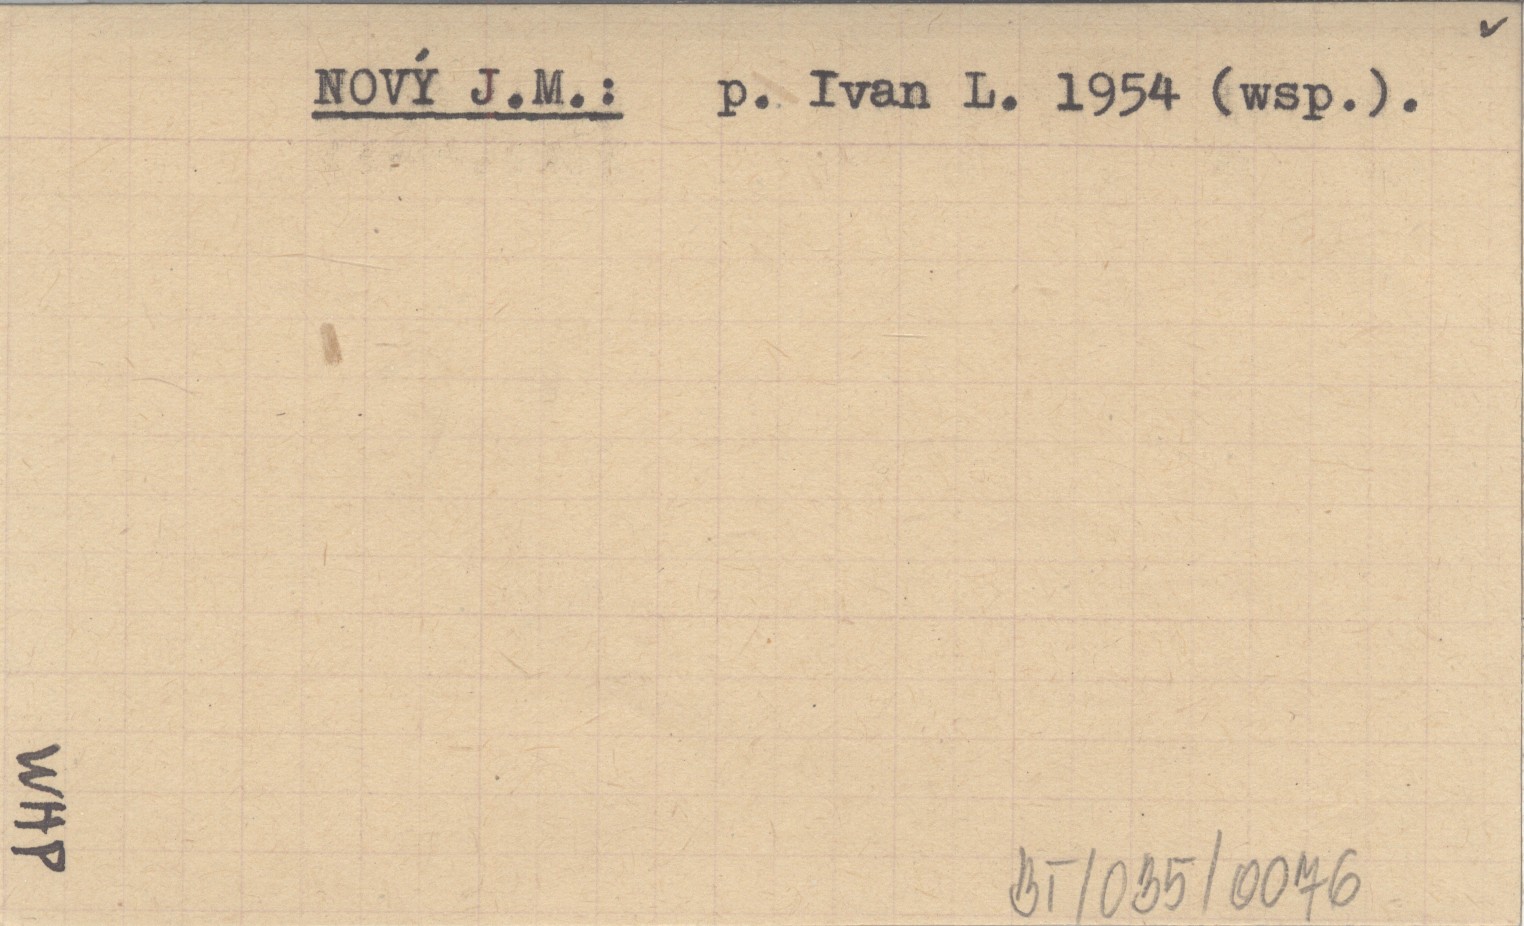 ✓
NOVÝ J.M.: p. Ivan L. 1954 (wsp.).
WHP
BT/035/0076